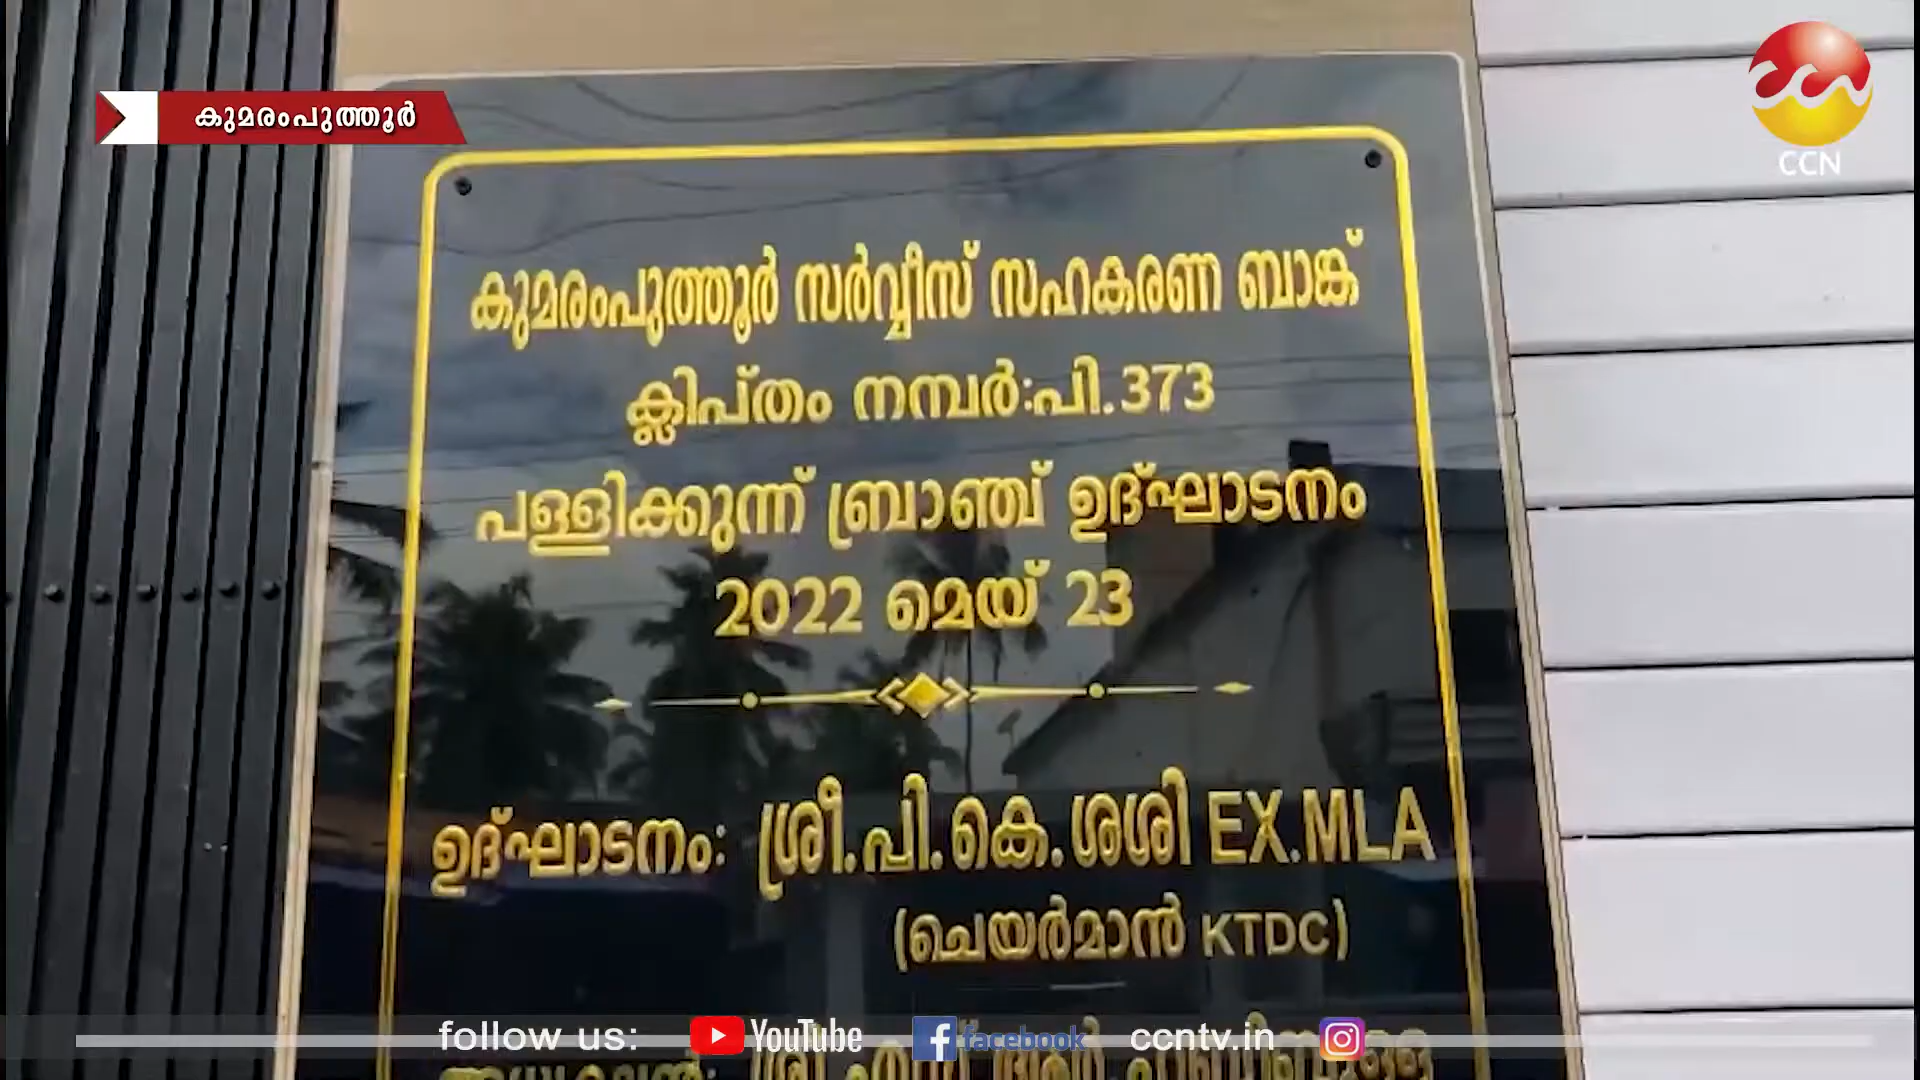 കുമരംപുത്തൂർ
CCN
കുമരംപുത്തൂർ സർവ്വീസ് സഹകരണ ബാങ്ക്
ക്ലിപ്തം നമ്പർ:പി.373
പള്ളിക്കുന്ന് ബ്രാഞ്ച് ഉദ്ഘാടനം
2022 മെയ് 23
ഉദ്ഘാടനം: ശ്രീ.പി.കെ.ശശി EX.MLA
(ചെയർമാൻ KTDC)
follow us: YouTube facebook ccntv.in